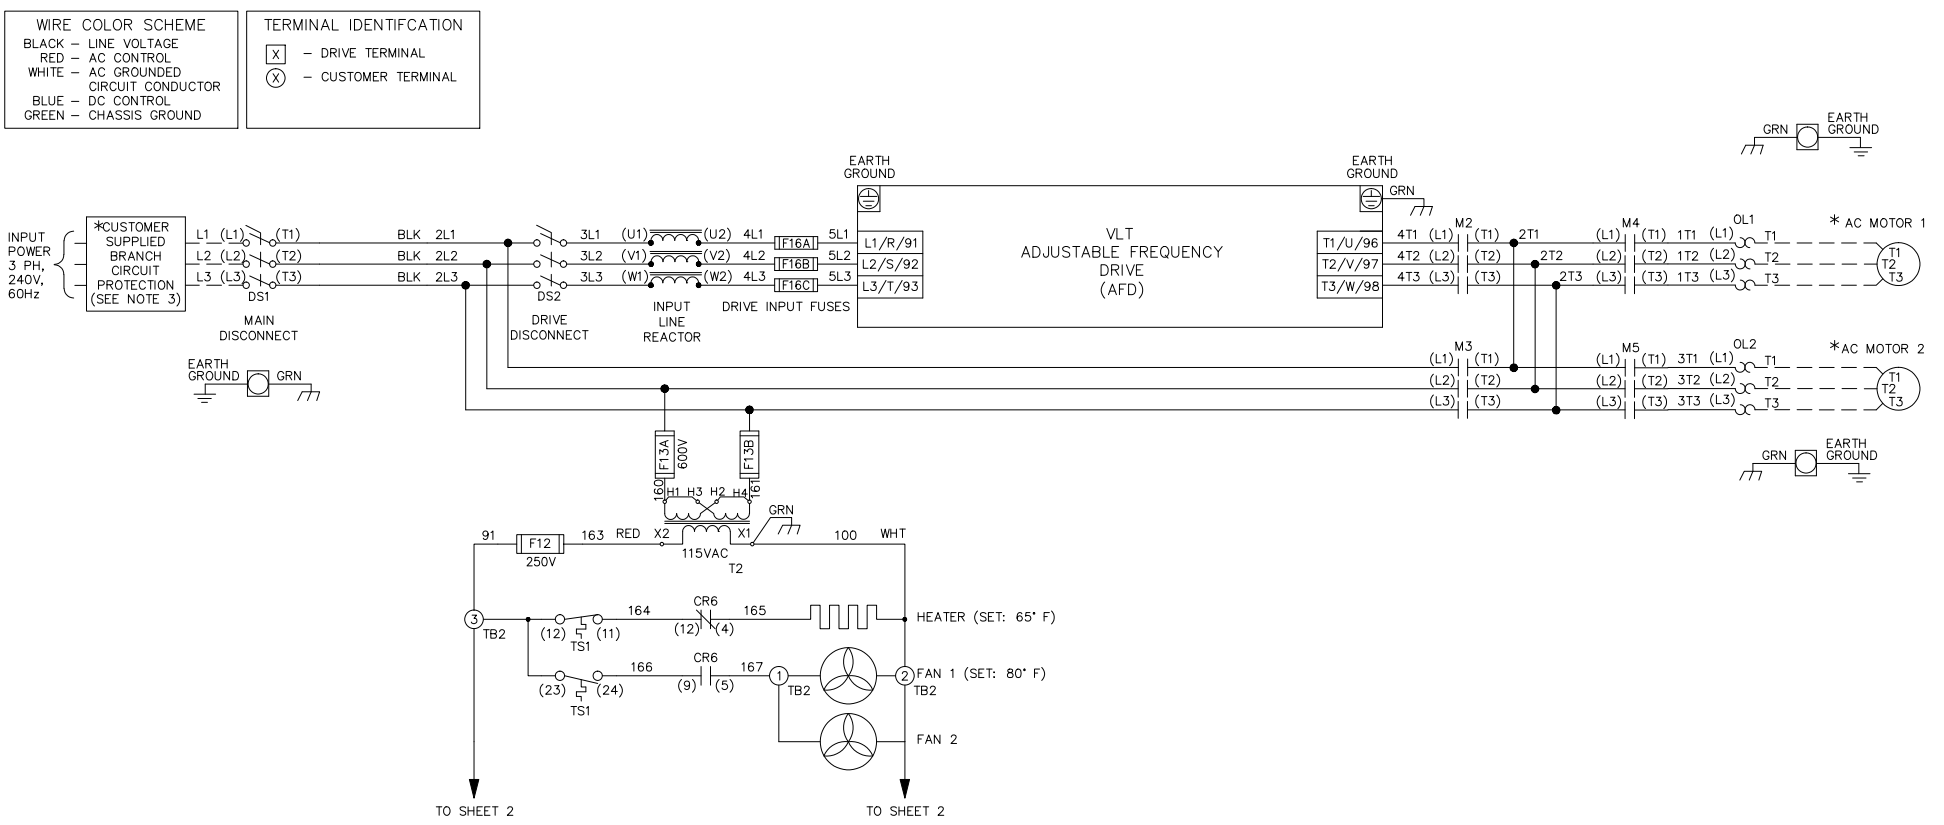 WIRE COLOR SCHEME
BLACK – LINE VOLTAGE
RED – AC CONTROL
WHITE – AC GROUNDED
CIRCUIT CONDUCTOR
BLUE – DC CONTROL
GREEN – CHASSIS GROUND
TERMINAL IDENTIFCATION
X – DRIVE TERMINAL
X – CUSTOMER TERMINAL
GRN
EARTH
GROUND
INPUT
POWER
3 PH,
240V,
60Hz
*CUSTOMER
SUPPLIED
BRANCH
CIRCUIT
PROTECTION
(SEE NOTE 3)
L1 (L1) (T1) BLK 2L1 3L1 (U1) (U2) 4L1 F16A 5L1 L1/R/91
L2 (L2) (T2) BLK 2L2 3L2 (V1) (V2) 4L2 F16B 5L2 L2/S/92
L3 (L3) (T3) BLK 2L3 3L3 (W1) (W2) 4L3 F16C 5L3 L3/T/93
DS1
MAIN
DISCONNECT
DS2
DRIVE
DISCONNECT
INPUT
LINE
REACTOR
DRIVE INPUT FUSES
EARTH
GROUND
VLT
ADJUSTABLE FREQUENCY
DRIVE
(AFD)
EARTH
GROUND
GRN
M2 M4 OL1 * AC MOTOR 1
T1/U/96 4T1 (L1) (T1) 2T1 (L1) (T1) 1T1 (L1) T1 T1
T2/V/97 4T2 (L2) (T2) 2T2 (L2) (T2) 1T2 (L2) T2 T2
T3/W/98 4T3 (L3) (T3) 2T3 (L3) (T3) 1T3 (L3) T3 T3
EARTH
GROUND GRN
M3 M5 OL2 *AC MOTOR 2
(L1) (T1) (L1) (T1) 3T1 (L1) T1 T1
(L2) (T2) (L2) (T2) 3T2 (L2) T2 T2
(L3) (T3) (L3) (T3) 3T3 (L3) T3 T3
GRN
EARTH
GROUND
F13A
600V
F13B
160 H1 H3 H2 H4 161
GRN
91 F12 163 RED X2 X1 100 WHT
250V
115VAC
T2
3 TB2
(12) (11)
TS1
164
CR6
(12) (4)
165
HEATER (SET: 65° F)
(23) (24)
TS1
166
CR6
(9) (5)
167
1 TB2
2 TB2
FAN 1 (SET: 80° F)
FAN 2
TO SHEET 2
TO SHEET 2